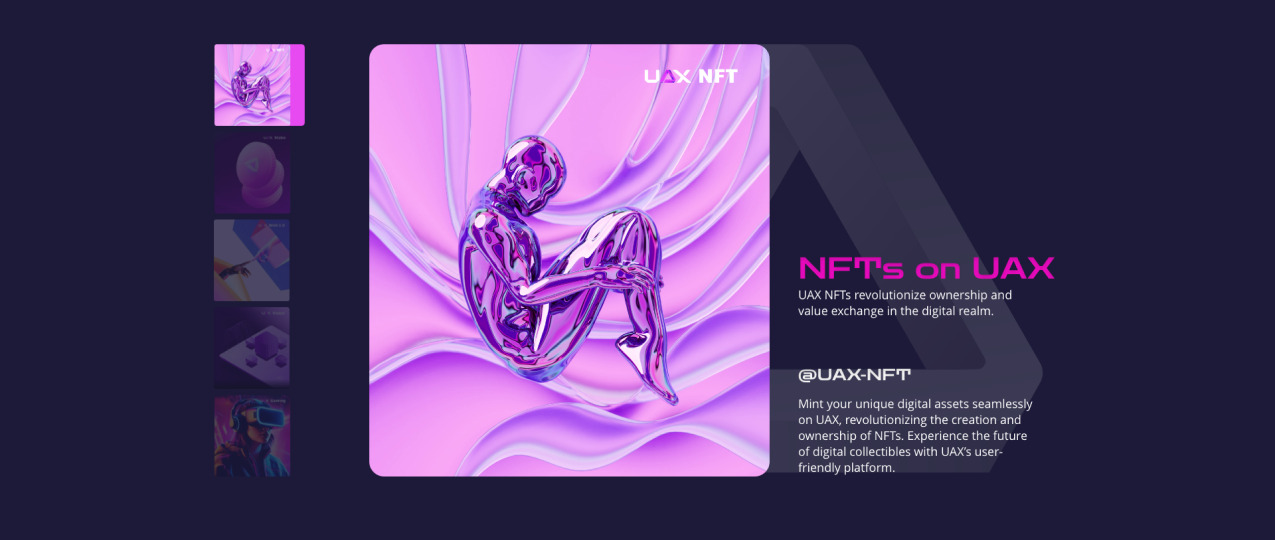 UAX NFT
NFTs on UAX
UAX NFTs revolutionize ownership and
value exchange in the digital realm.
@UAX-NFT
Mint your unique digital assets seamlessly
on UAX, revolutionizing the creation and
ownership of NFTs. Experience the future
of digital collectibles with UAX's user-
friendly platform.